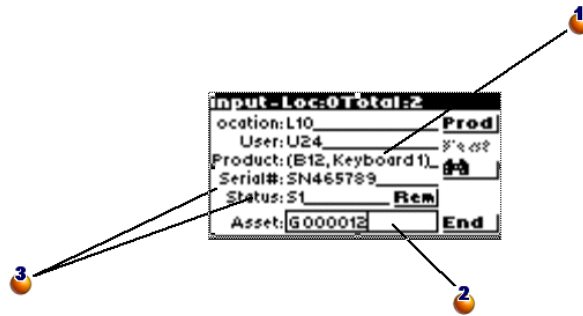 1
input-Loc:0Total:2
ocation: L10 Prod
User: U24
Product: (B12, Keyboard1)
Serial#: SN465789
Status: S1 Rem
Asset: G000012 End
3
2